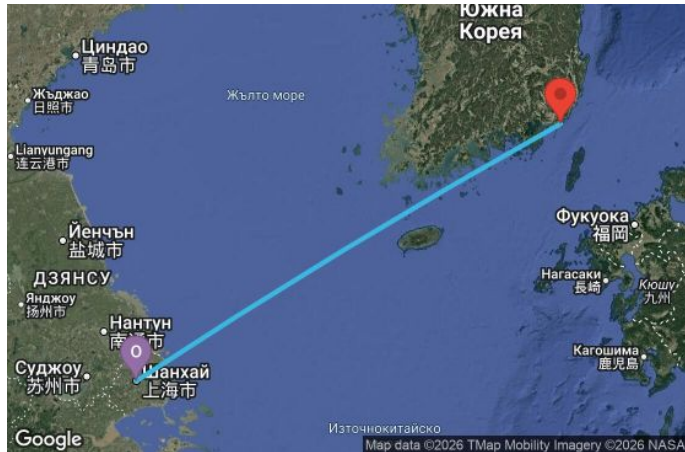 Южна
Корея
Циндао
青岛市
Жълто море
Жъджао
日照市
Lianyungang
连云港市
Фукуока
福岡
Йенчън
盐城市
ДЗЯНСУ
Нагасаки
長崎
Кюшу
九州
Янджоу
扬州市
Нантун
南通市
O
Кагошима
鹿児島
Суджоу
苏州市
Шанхай
上海市
Източнокитайско
Google
Map data ©2026 TMap Mobility Imagery ©2026 NASA